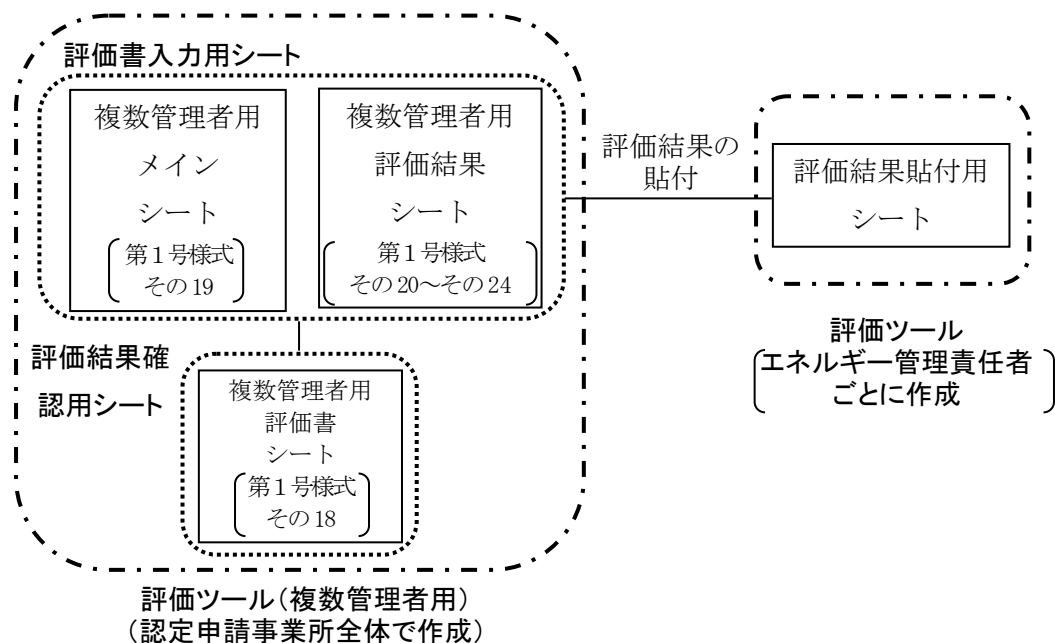 評価書入力用シート
複数管理者用
メイン
シート
第１号様式
その19
複数管理者用
評価結果
シート
第１号様式
その20～その24
評価結果の
貼付
評価結果貼付用
シート
評価ツール
エネルギー管理責任者
ごとに作成
評価結果確
認用シート
複数管理者用
評価書
シート
第１号様式
その18
評価ツール（複数管理者用）
（認定申請事業所全体で作成）